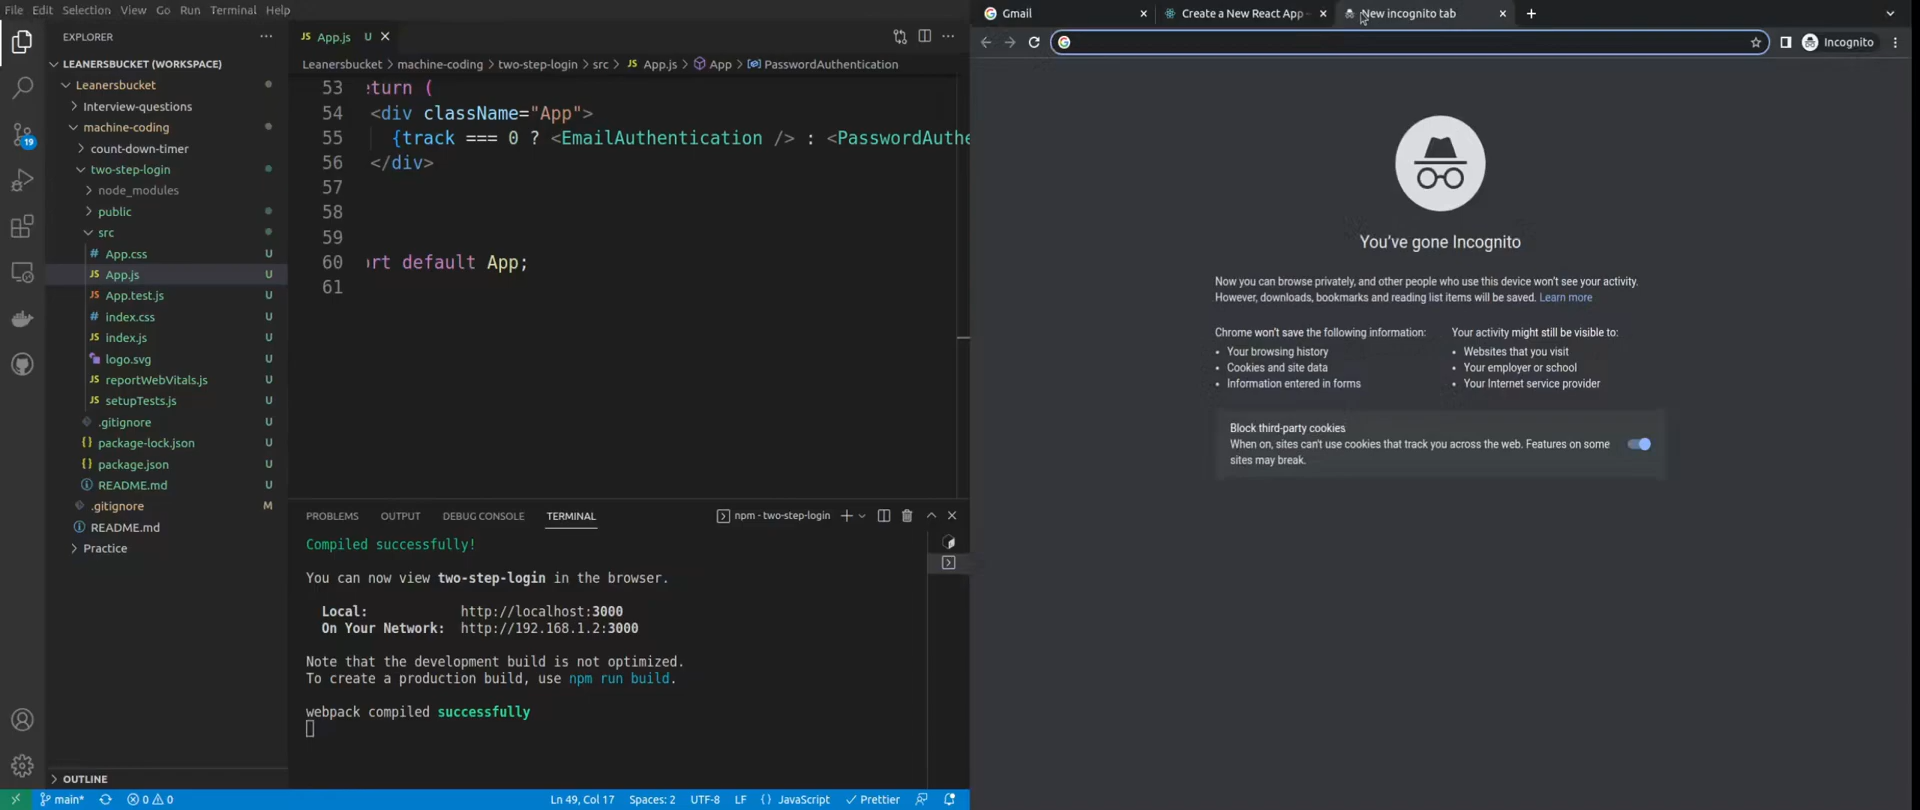 File Edit Selection View Go Run Terminal Help
EXPLORER
LEANERSBUCKET (WORKSPACE)
Leanersbucket
Interview-questions
machine-coding
count-down-timer
two-step-login
node_modules
public
src
# App.css U
JS App.js U
JS App.test.js U
# index.css U
JS index.js U
logo.svg U
JS reportWebVitals.js U
JS setupTests.js U
.gitignore U
{} package-lock.json U
{} package.json U
README.md U
.gitignore M
README.md
Practice
OUTLINE
19
JS App.js U
Leanersbucket > machine-coding > two-step-login > src > JS App.js > App > PasswordAuthentication
53 eturn (
54 <div className="App">
55 {track === 0 ? <EmailAuthentication /> : <PasswordAuthe
56 </div>
57
58
59
60 ort default App;
61
PROBLEMS OUTPUT DEBUG CONSOLE TERMINAL
npm - two-step-login
Compiled successfully!
You can now view two-step-login in the browser.
Local: http://localhost:3000
On Your Network: http://192.168.1.2:3000
Note that the development build is not optimized.
To create a production build, use npm run build.
webpack compiled successfully
main* 0 0
Ln 49, Col 17 Spaces: 2 UTF-8 LF {} JavaScript Prettier
Gmail
Create a New React App
New incognito tab
Incognito
You've gone Incognito
Now you can browse privately, and other people who use this device won't see your activity.
However, downloads, bookmarks and reading list items will be saved. Learn more
Chrome won't save the following information:
• Your browsing history
• Cookies and site data
• Information entered in forms
Your activity might still be visible to:
• Websites that you visit
• Your employer or school
• Your Internet service provider
Block third-party cookies
When on, sites can't use cookies that track you across the web. Features on some
sites may break.